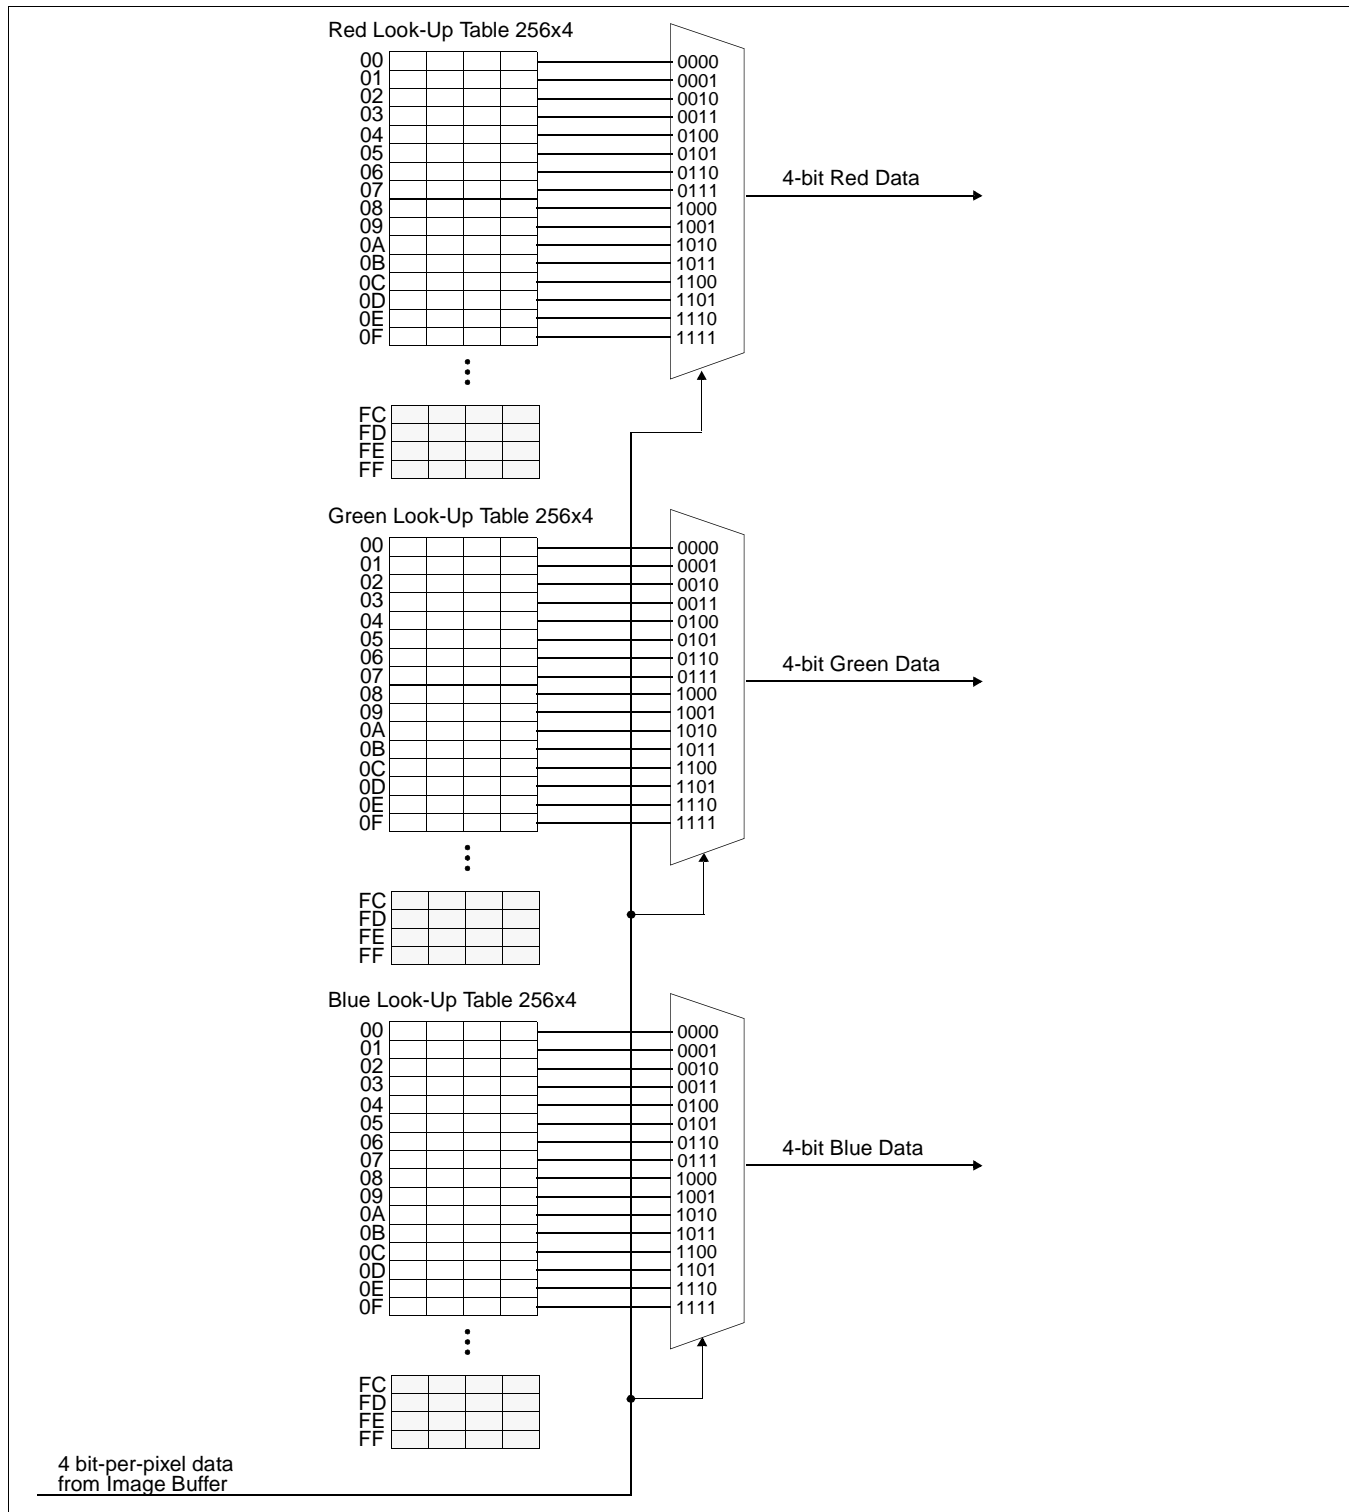 Red Look-Up Table 256x4
00 0000
01 0001
02 0010
03 0011
04 0100
05 0101
06 0110
07 0111
08 1000
09 1001
0A 1010
0B 1011
0C 1100
0D 1101
0E 1110
0F 1111
4-bit Red Data
FC
FD
FE
FF
Green Look-Up Table 256x4
00 0000
01 0001
02 0010
03 0011
04 0100
05 0101
06 0110
07 0111
08 1000
09 1001
0A 1010
0B 1011
0C 1100
0D 1101
0E 1110
0F 1111
4-bit Green Data
FC
FD
FE
FF
Blue Look-Up Table 256x4
00 0000
01 0001
02 0010
03 0011
04 0100
05 0101
06 0110
07 0111
08 1000
09 1001
0A 1010
0B 1011
0C 1100
0D 1101
0E 1110
0F 1111
4-bit Blue Data
FC
FD
FE
FF
4 bit-per-pixel data
from Image Buffer